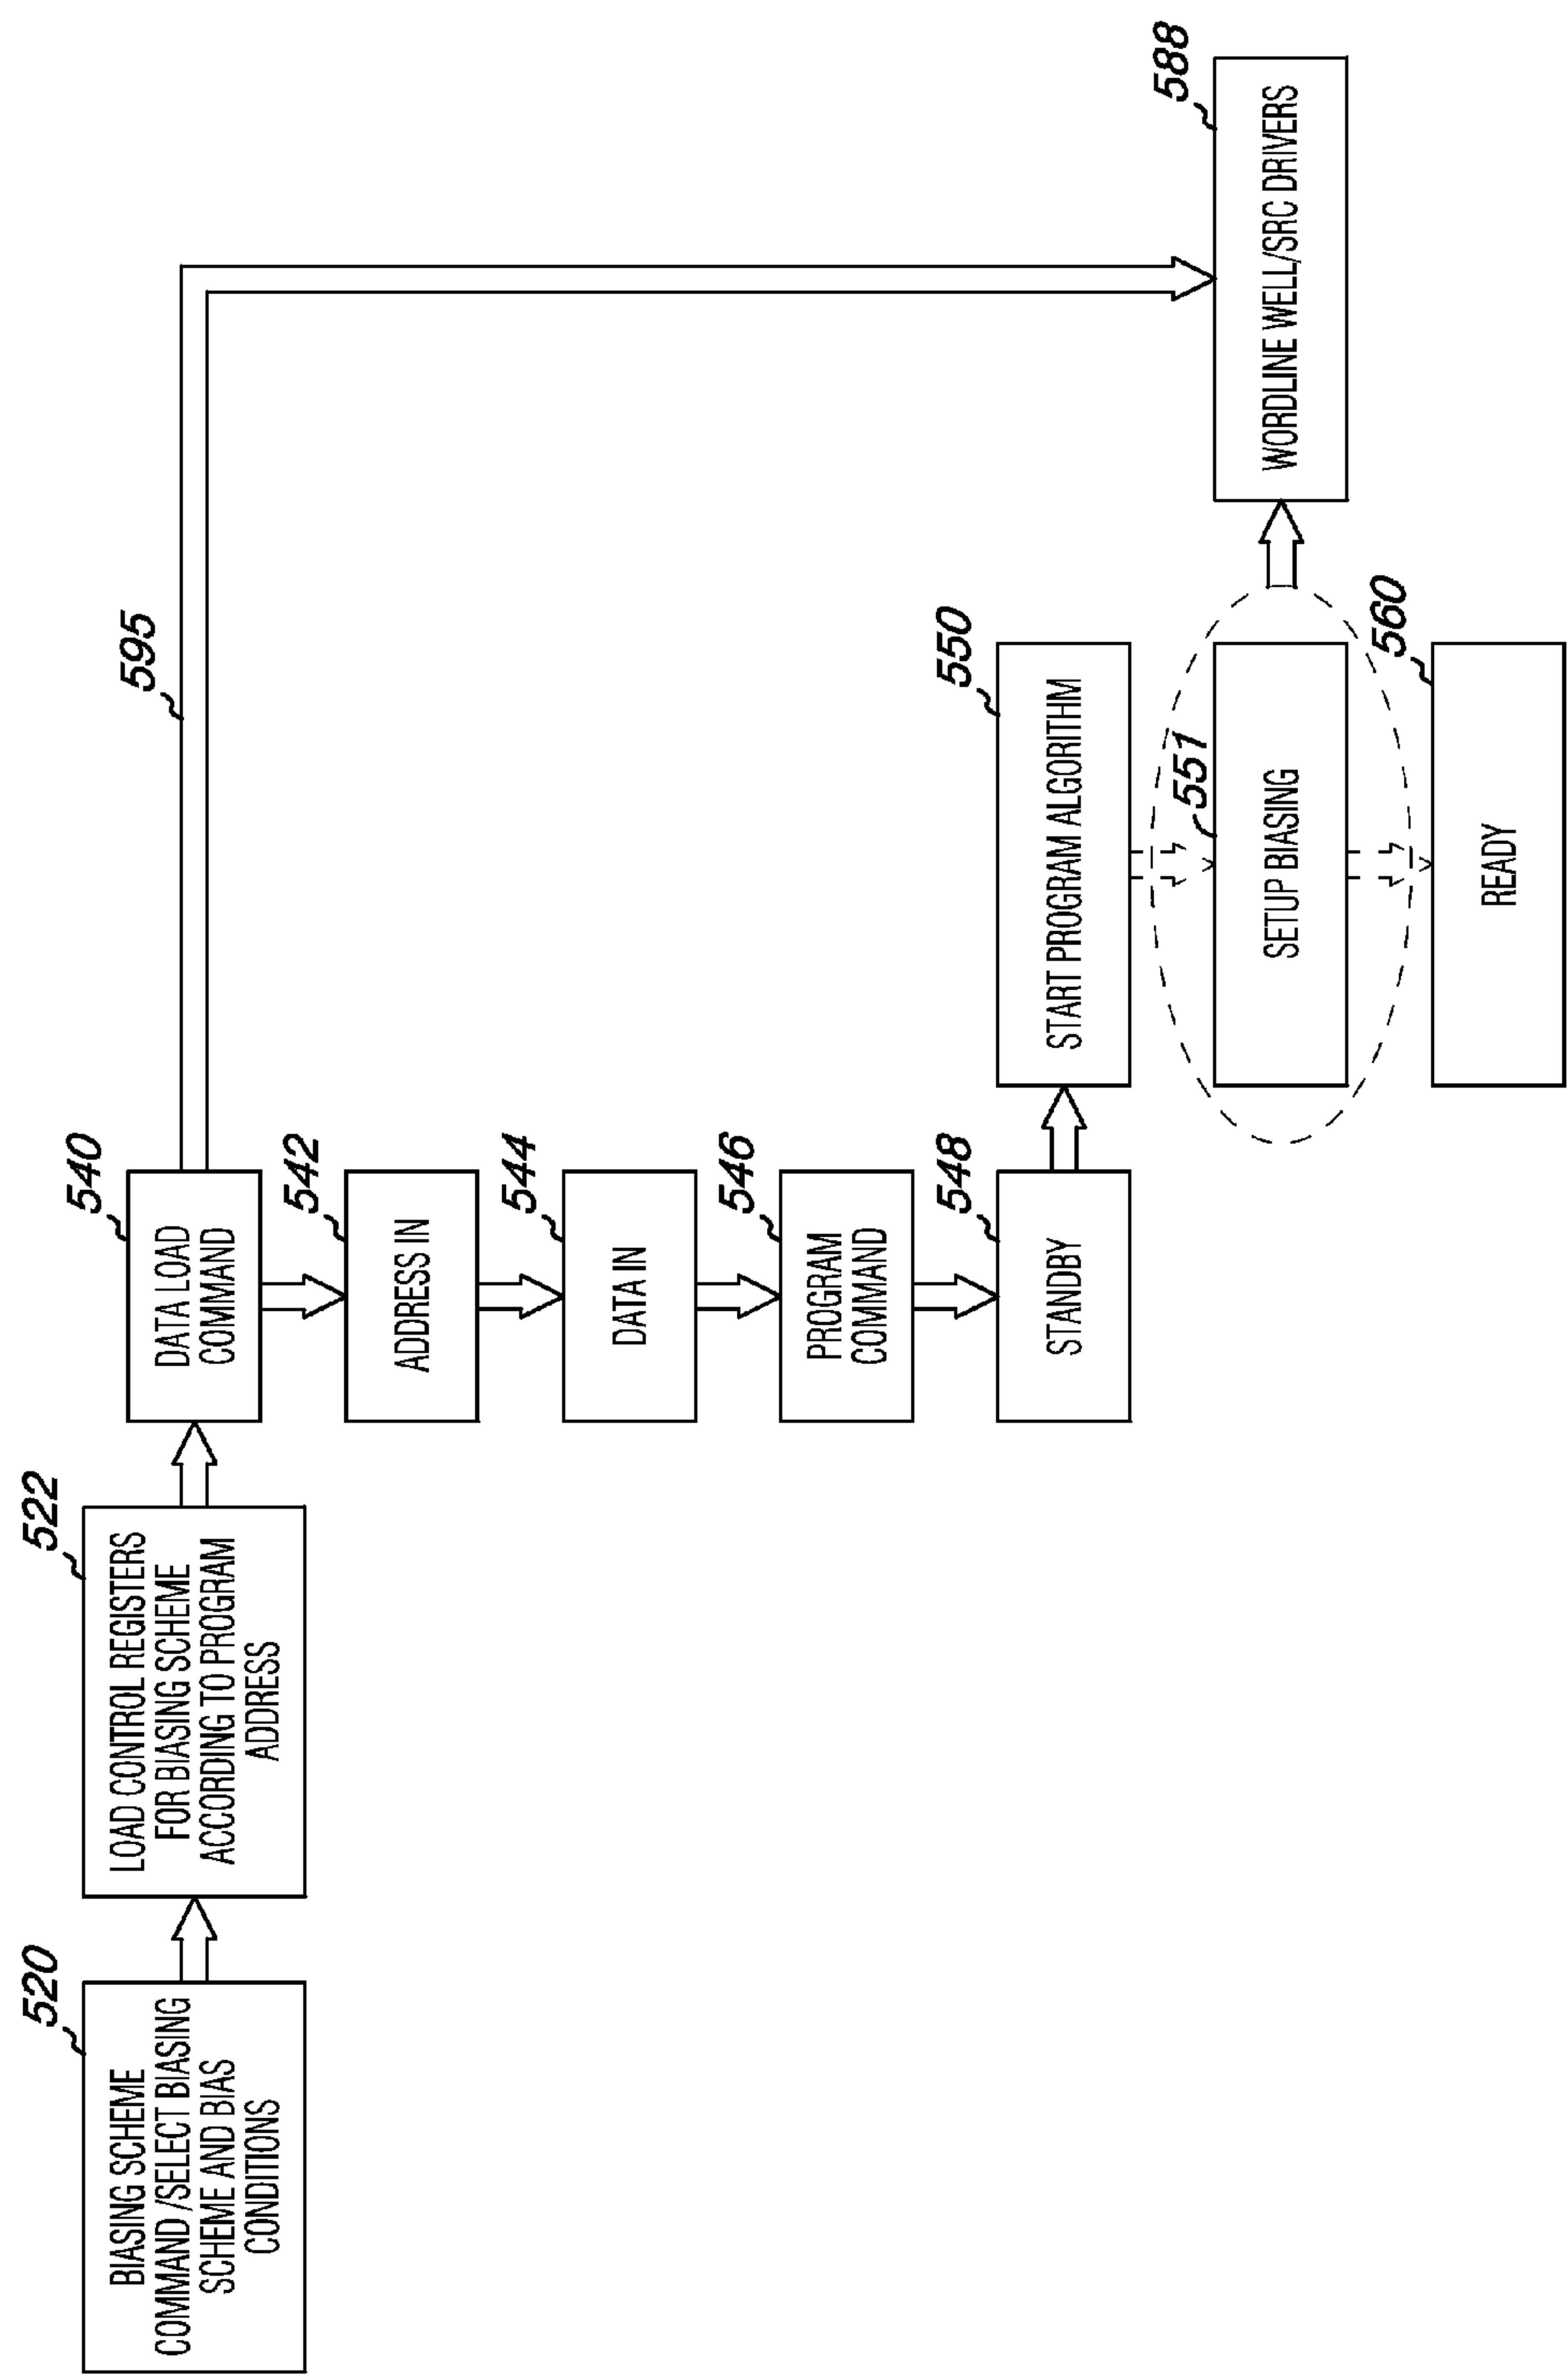 520
BIASING SCHEME
COMMAND /SELECT BIASING
SCHEME AND BIAS
CONDITIONS
522
LOAD CONTROL REGISTERS
FOR BIASING SCHEME
ACCORDING TO PROGRAM
ADDRESS
540
DATA LOAD
COMMAND
595
542
ADDRESS IN
544
DATA IN
546
PROGRAM
COMMAND
548
STANDBY
550
START PROGRAM ALGORITHM
551
SETUP BIASING
560
READY
588
WORDLINE WELL/SRC DRIVERS